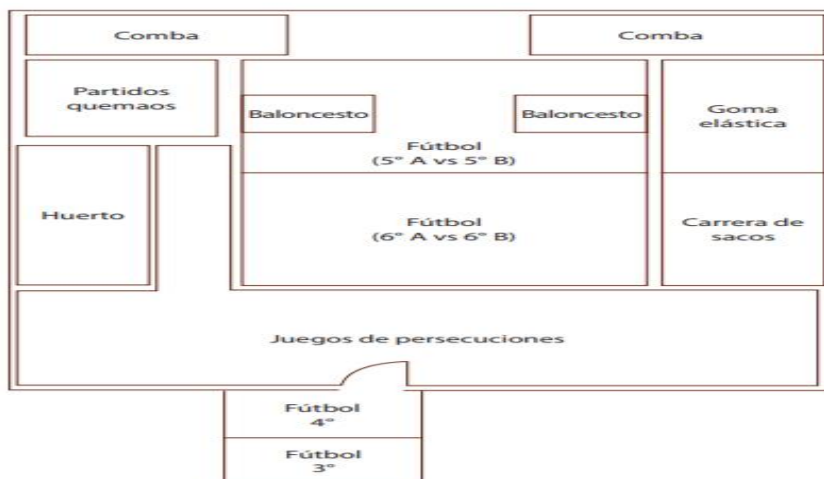 Comba
Comba
Partidos
quemaos
Baloncesto
Baloncesto
Goma
elástica
Fútbol
(5° A vs 5° B)
Huerto
Fútbol
(6° A vs 6° B)
Carrera de
sacos
Juegos de persecuciones
Fútbol
4°
Fútbol
3°